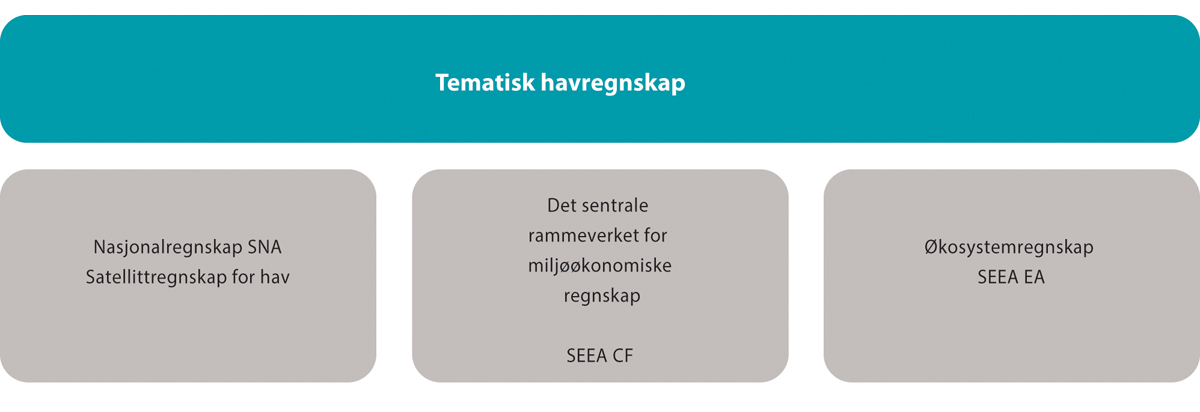 Tematisk havregnskap
Nasjonalregnskap SNA
Satellittregnskap for hav
Det sentrale
rammeverket for
miljøøkonomiske
regnskap
SEEA CF
Økosystemregnskap
SEEA EA